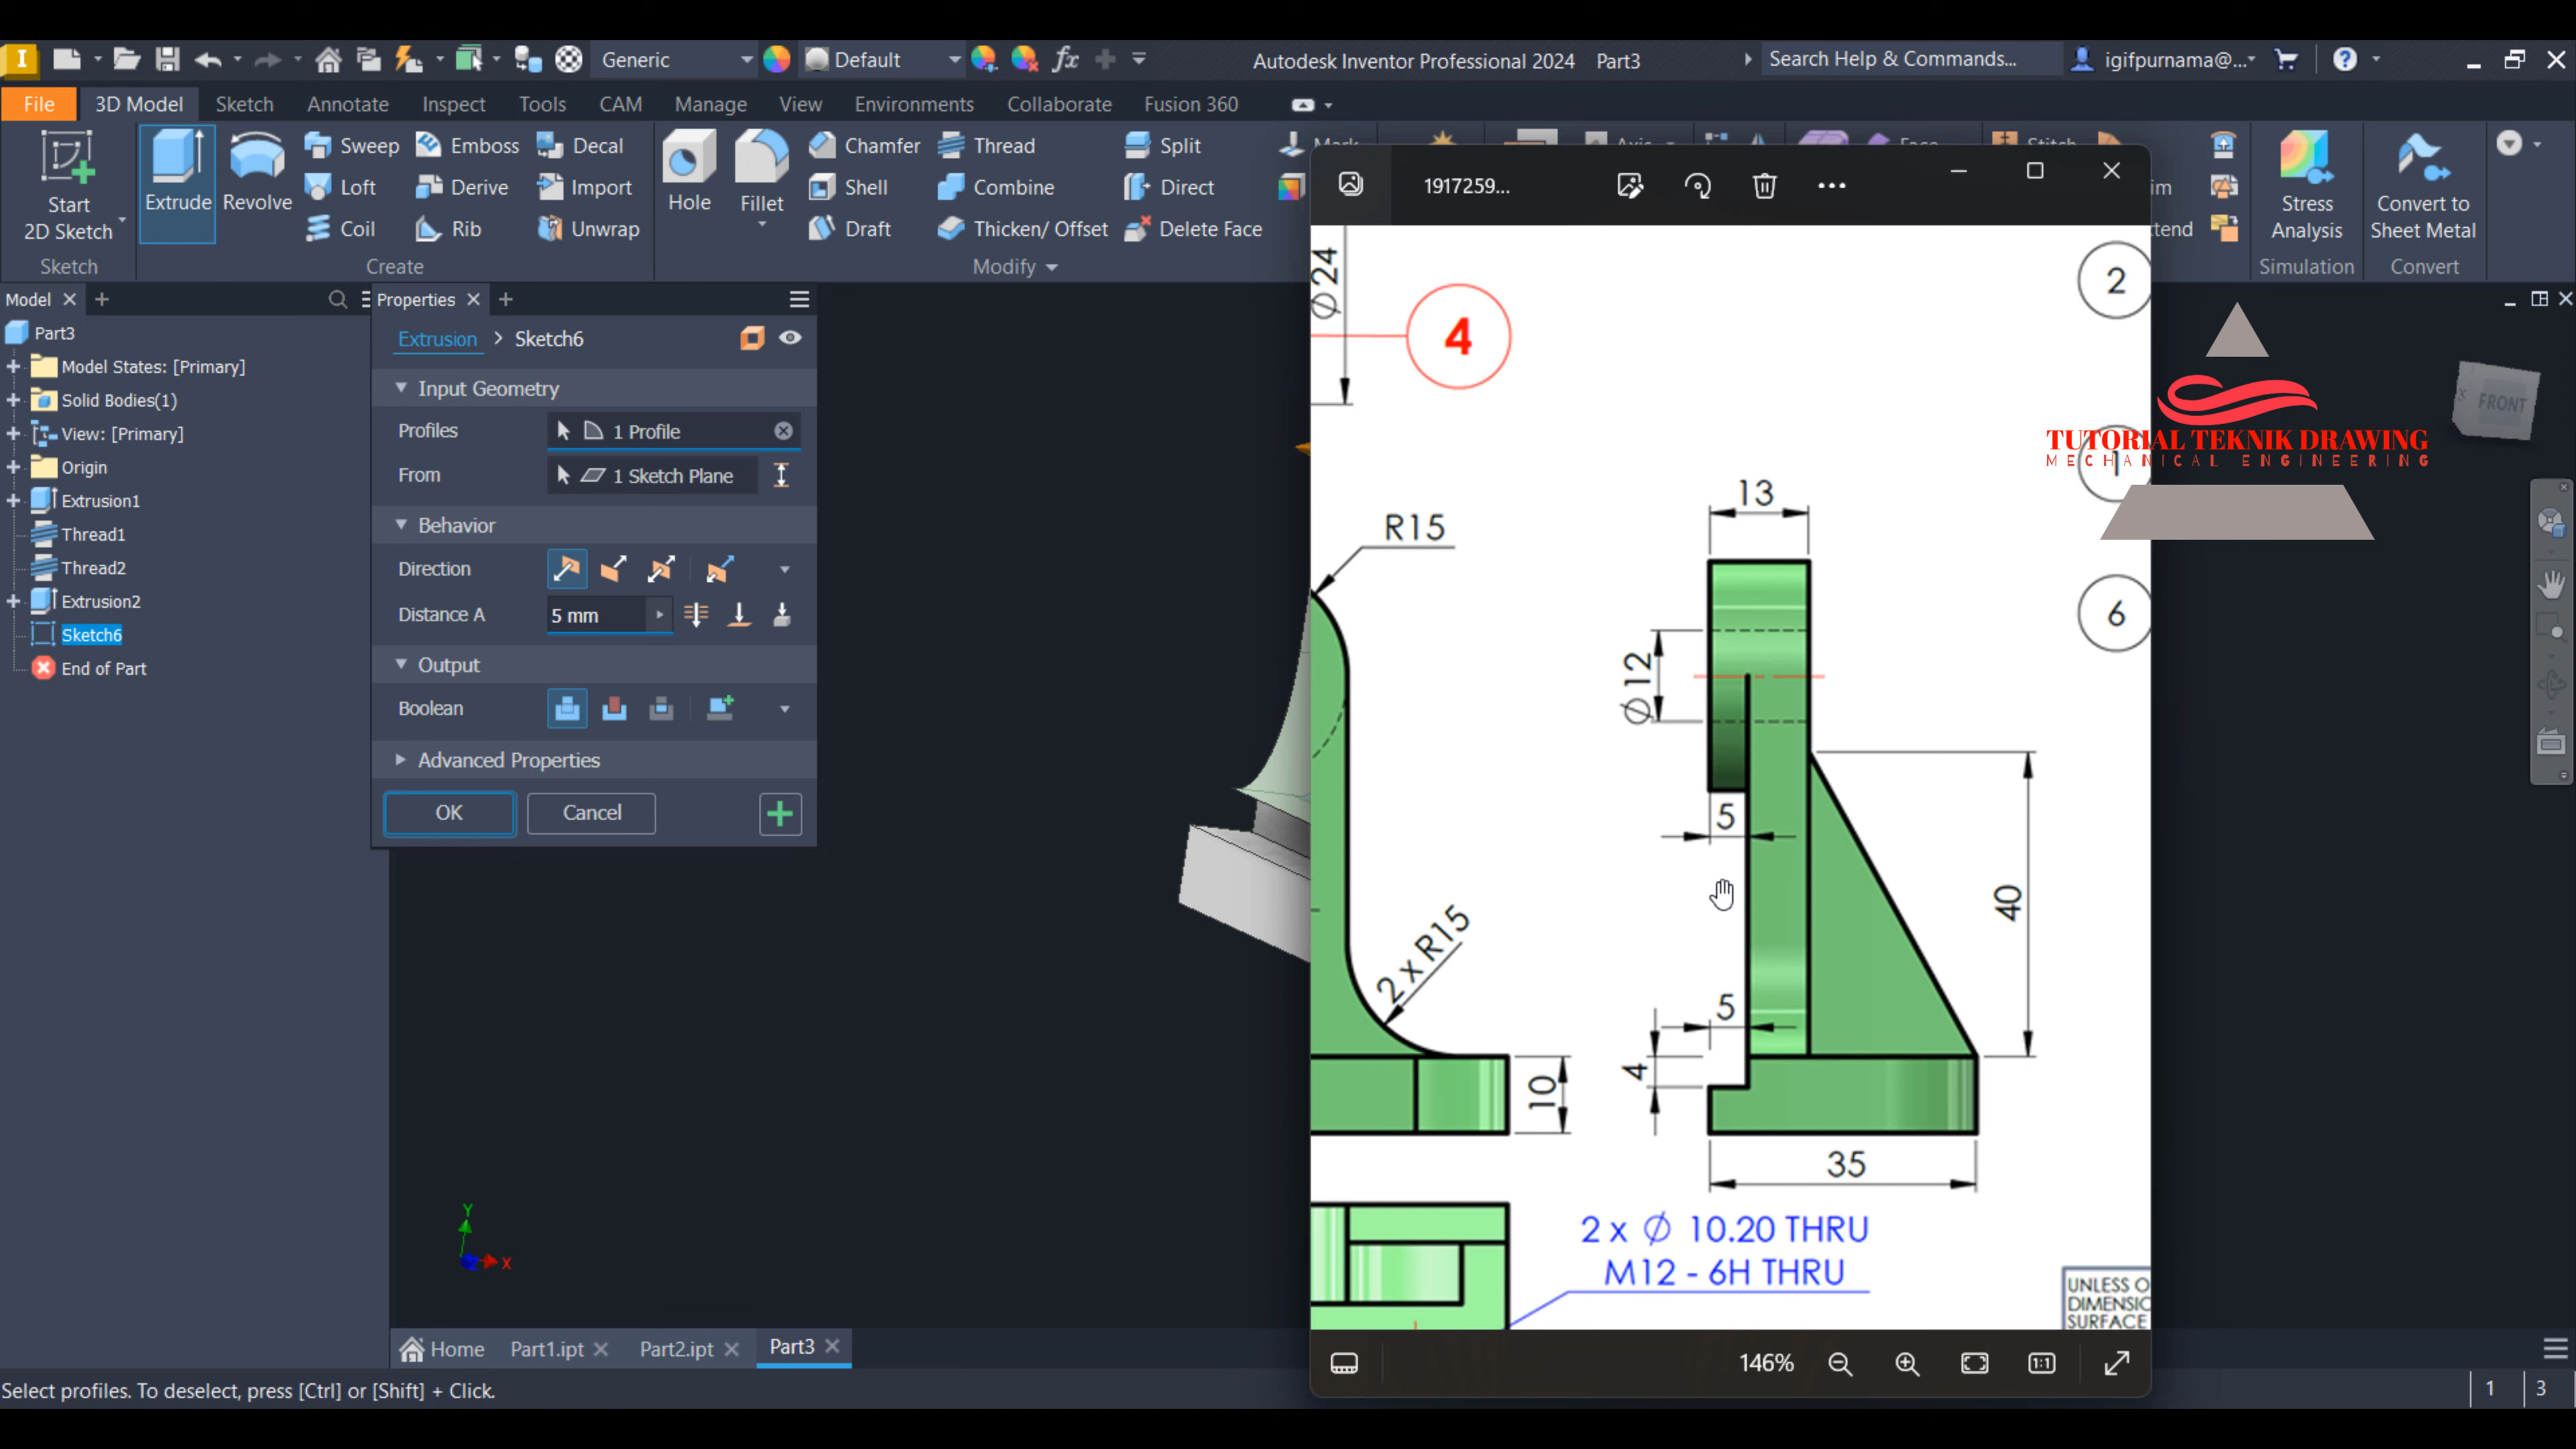 Generic
Default
Autodesk Inventor Professional 2024 Part3
Search Help & Commands...
igifpurnama@...
File 3D Model Sketch Annotate Inspect Tools CAM Manage View Environments Collaborate Fusion 360
Start
2D Sketch
Sketch
Extrude Revolve
Sweep Emboss Decal
Loft Derive Import
Coil Rib Unwrap
Create
Hole Fillet
Chamfer Thread Split
Shell Combine Direct
Draft Thicken/ Offset Delete Face
Modify
Stress
Analysis
Simulation
Convert to
Sheet Metal
Convert
Model
Part3
Model States: [Primary]
Solid Bodies(1)
View: [Primary]
Origin
Extrusion1
Thread1
Thread2
Extrusion2
Sketch6
End of Part
Properties
Extrusion > Sketch6
Input Geometry
Profiles 1 Profile
From 1 Sketch Plane
Behavior
Direction
Distance A 5 mm
Output
Boolean
Advanced Properties
OK Cancel
1917259...
Ø24
4
2
1
6
R15
13
Ø12
5
40
2 x R15
5
4
10
35
2 x Ø 10.20 THRU
M12 - 6H THRU
UNLESS O
DIMENSIO
SURFACE
146%
TUTORIAL TEKNIK DRAWING
MECHANICAL ENGINEERING
FRONT
Y
X
Home Part1.ipt Part2.ipt Part3
Select profiles. To deselect, press [Ctrl] or [Shift] + Click.
1 3